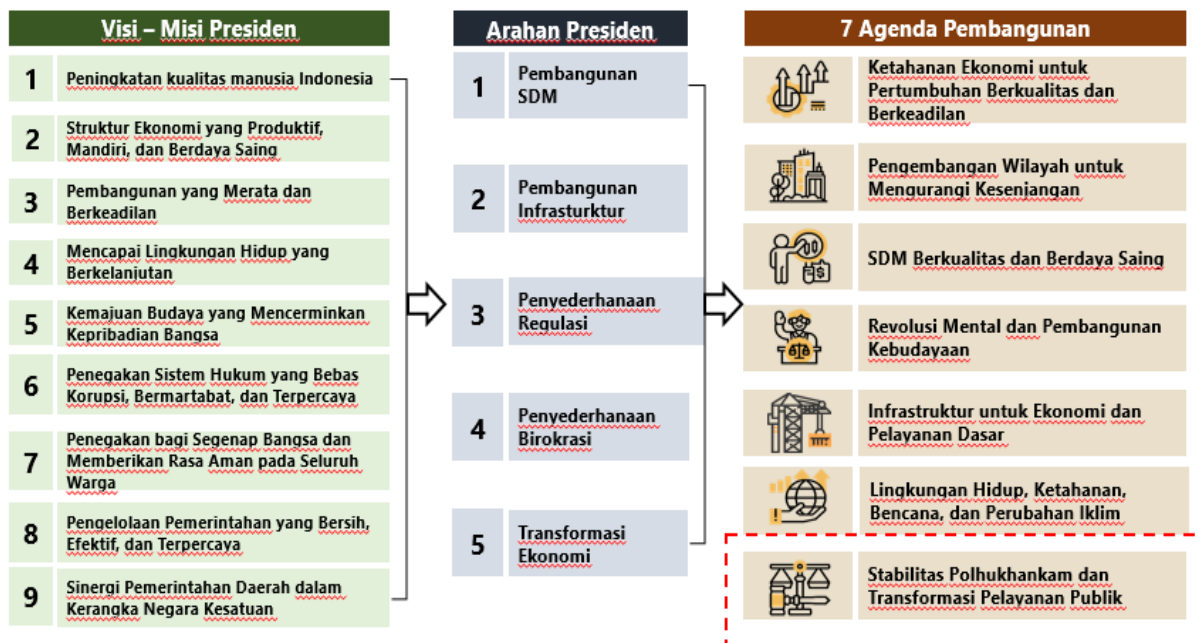 Visi – Misi Presiden
1
Peningkatan kualitas manusia Indonesia
2
Struktur Ekonomi yang Produktif,
Mandiri, dan Berdaya Saing
3
Pembangunan yang Merata dan
Berkeadilan
4
Mencapai Lingkungan Hidup yang
Berkelanjutan
5
Kemajuan Budaya yang Mencerminkan
Kepribadian Bangsa
6
Penegakan Sistem Hukum yang Bebas
Korupsi, Bermartabat, dan Terpercaya
7
Penegakan bagi Segenap Bangsa dan
Memberikan Rasa Aman pada Seluruh
Warga
8
Pengelolaan Pemerintahan yang Bersih,
Efektif, dan Terpercaya
9
Sinergi Pemerintahan Daerah dalam
Kerangka Negara Kesatuan
Arahan Presiden
1
Pembangunan
SDM
2
Pembangunan
Infrasturktur
3
Penyederhanaan
Regulasi
4
Penyederhanaan
Birokrasi
5
Transformasi
Ekonomi
7 Agenda Pembangunan
Ketahanan Ekonomi untuk
Pertumbuhan Berkualitas dan
Berkeadilan
Pengembangan Wilayah untuk
Mengurangi Kesenjangan
SDM Berkualitas dan Berdaya Saing
Revolusi Mental dan Pembangunan
Kebudayaan
Infrastruktur untuk Ekonomi dan
Pelayanan Dasar
Lingkungan Hidup, Ketahanan,
Bencana, dan Perubahan Iklim
Stabilitas Polhukhankam dan
Transformasi Pelayanan Publik